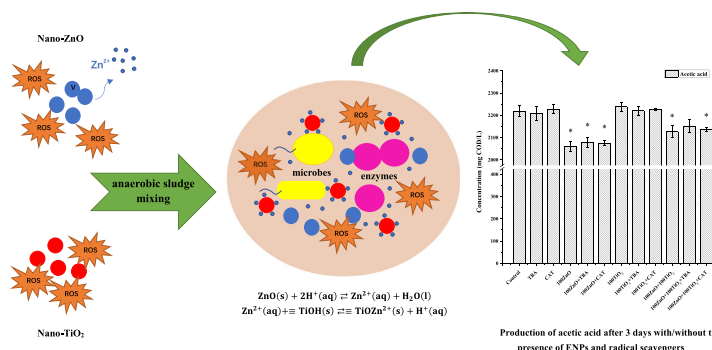 Nano-ZnO
Zn²⁺
ROS
V
ROS
ROS
anaerobic sludge
mixing
ROS
ROS
ROS
Nano-TiO₂
ROS
ROS
microbes
enzymes
ROS
ROS
ZnO(s) + 2H⁺(aq) ⇄ Zn²⁺(aq) + H₂O(l)
Zn²⁺(aq)+≡ TiOH(s) ⇄≡ TiOZn²⁺(s) + H⁺(aq)
Acetic acid
Concentration (mg COD/L)
2400
2300
2200
2100
2000
400
300
200
100
0
* * * * *
Control
TBA
CAT
100ZnO
100ZnO+TBA
100ZnO+CAT
100TiO₂
100TiO₂+TBA
100TiO₂+CAT
100ZnO+100TiO₂
100ZnO+100TiO₂+TBA
100ZnO+100TiO₂+CAT
Production of acetic acid after 3 days with/without t
presence of ENPs and radical scavengers